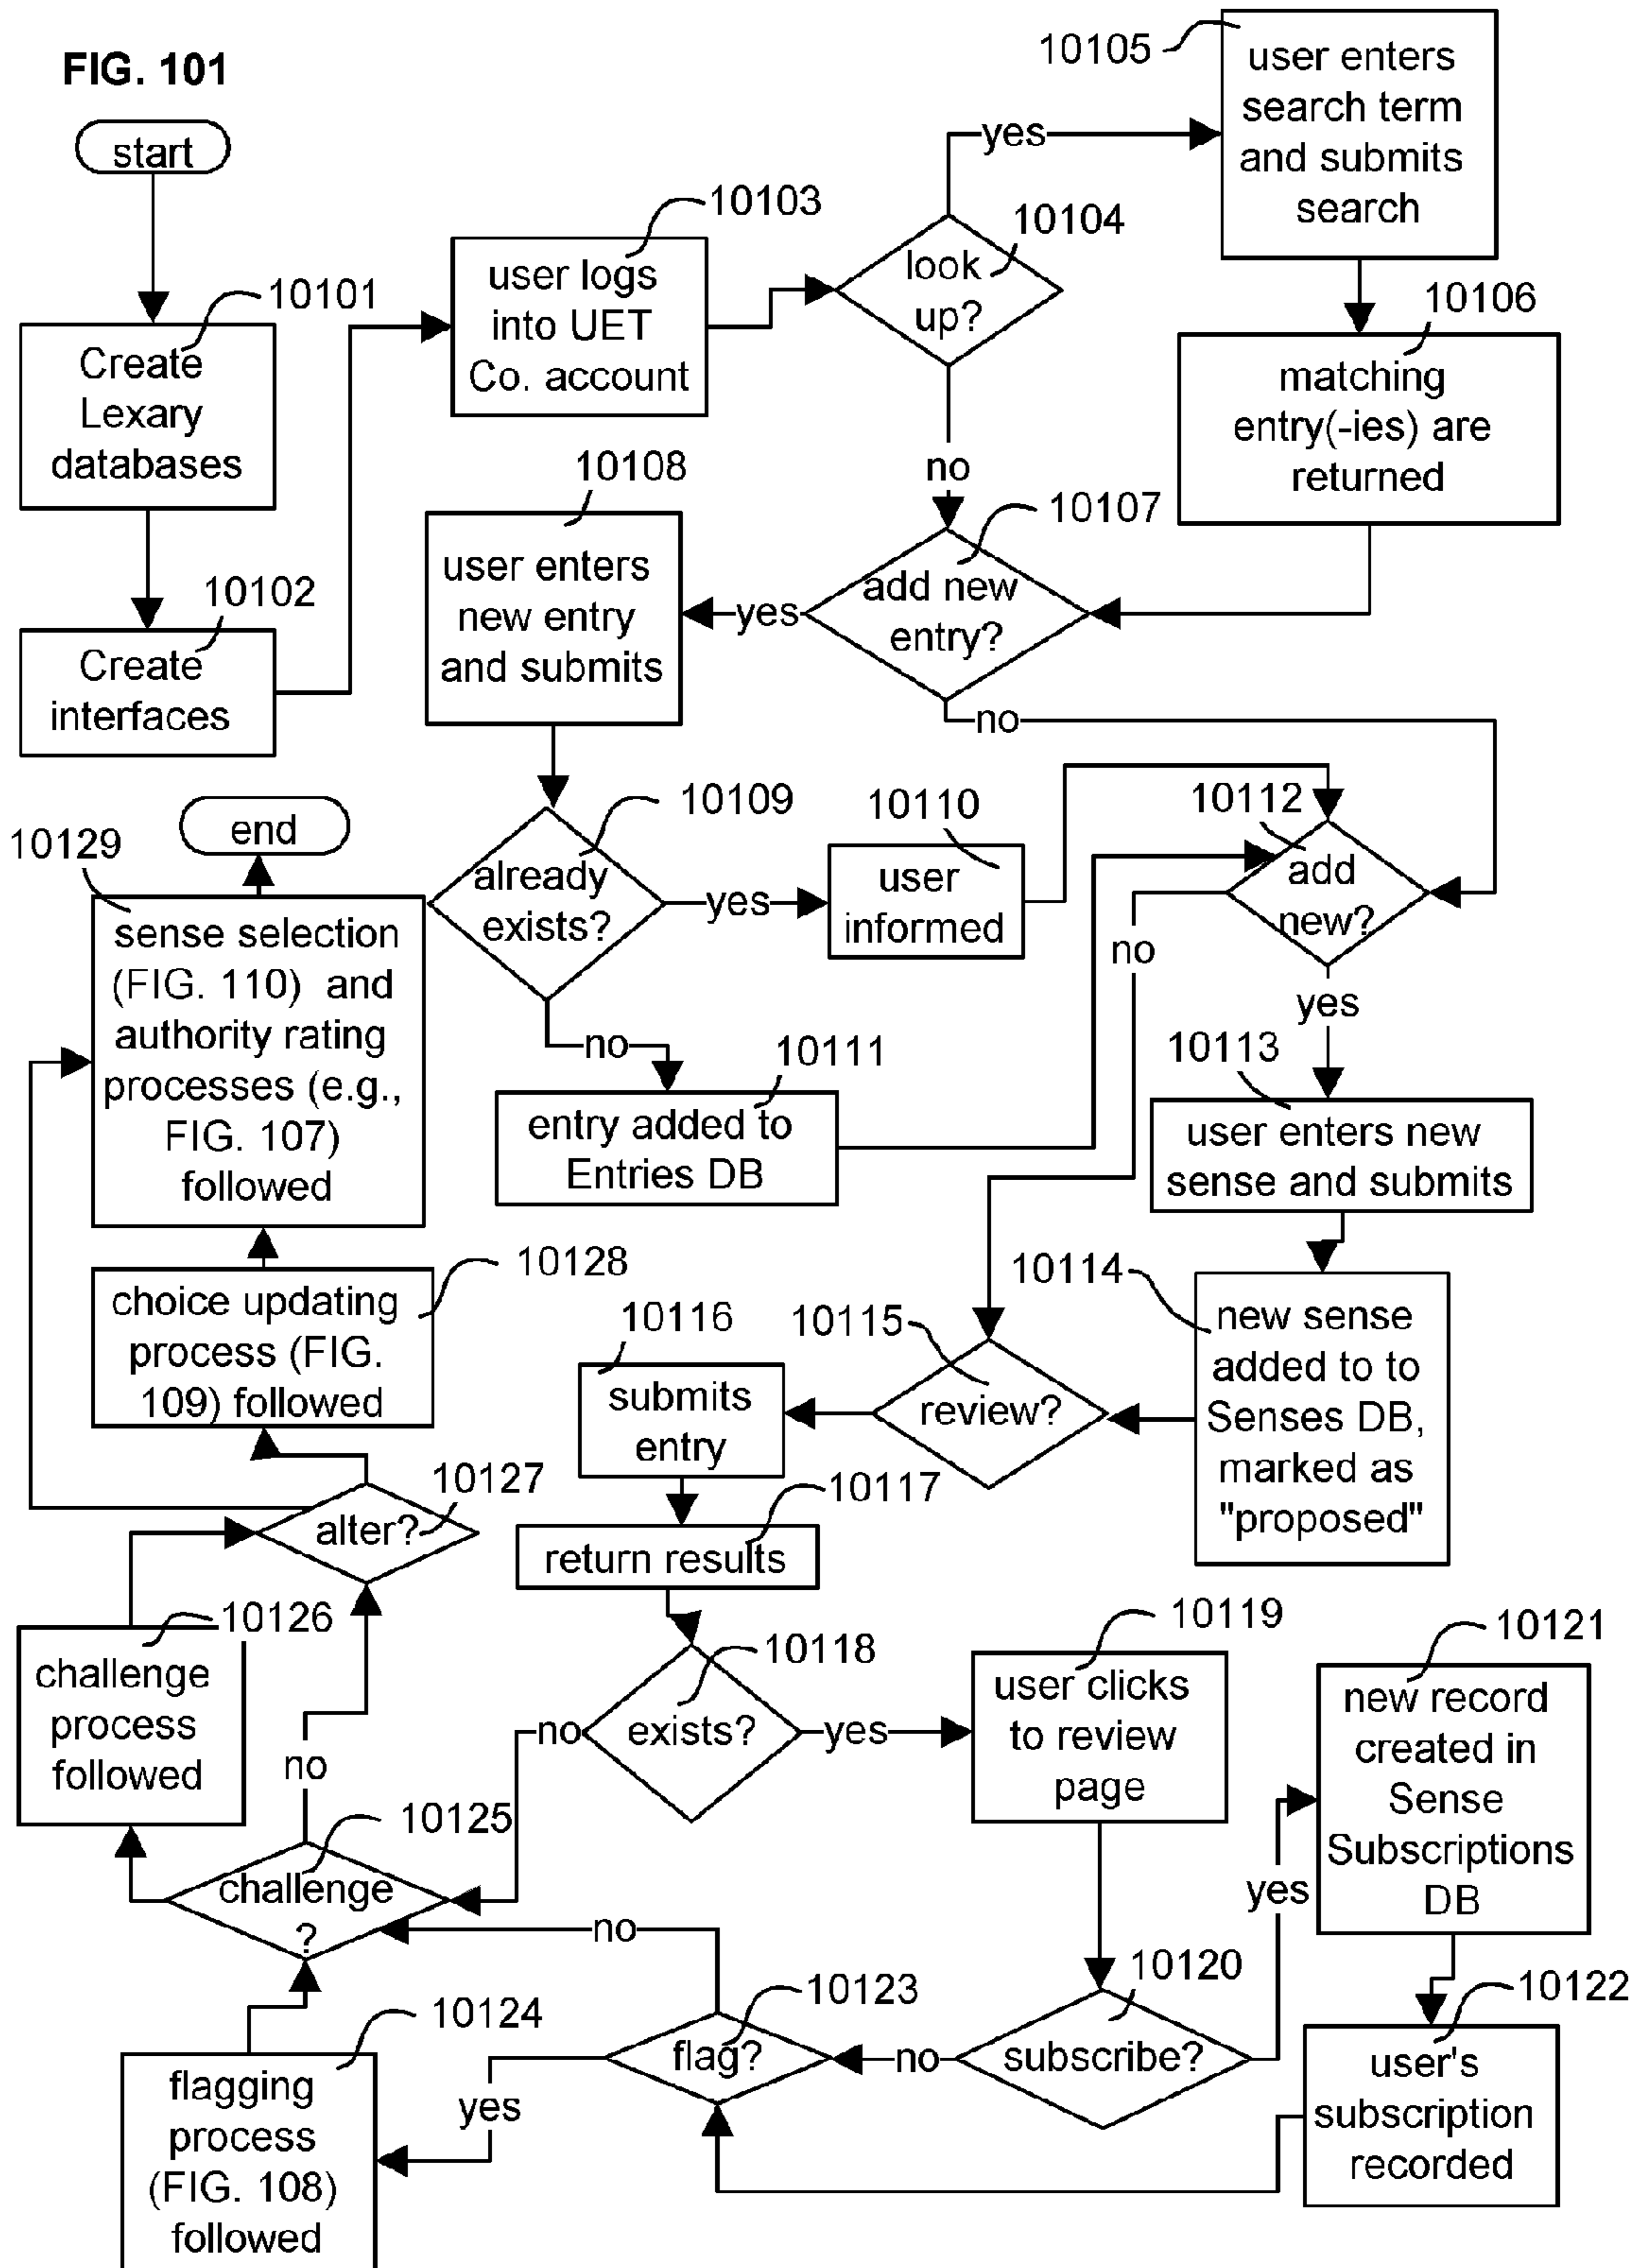 FIG. 101
start
10101
Create
Lexary
databases
10102
Create
interfaces
10103
user logs
into UET
Co. account
10104
look
up?
yes
10105
user enters
search term
and submits
search
10106
matching
entry(-ies) are
returned
no
10107
add new
entry?
yes
10108
user enters
new entry
and submits
no
10109
already
exists?
yes
10110
user
informed
no
10111
entry added to
Entries DB
10112
add
new?
no
yes
10113
user enters new
sense and submits
10114
new sense
added to to
Senses DB,
marked as
"proposed"
10115
review?
10116
submits
entry
10117
return results
10118
exists?
no
yes
10119
user clicks
to review
page
10120
subscribe?
yes
10121
new record
created in
Sense
Subscriptions
DB
10122
user's
subscription
recorded
no
10123
flag?
no
yes
10124
flagging
process
(FIG. 108)
followed
10125
challenge
?
no
10126
challenge
process
followed
10127
alter?
10128
choice updating
process (FIG.
109) followed
10129
sense selection
(FIG. 110) and
authority rating
processes (e.g.,
FIG. 107)
followed
end